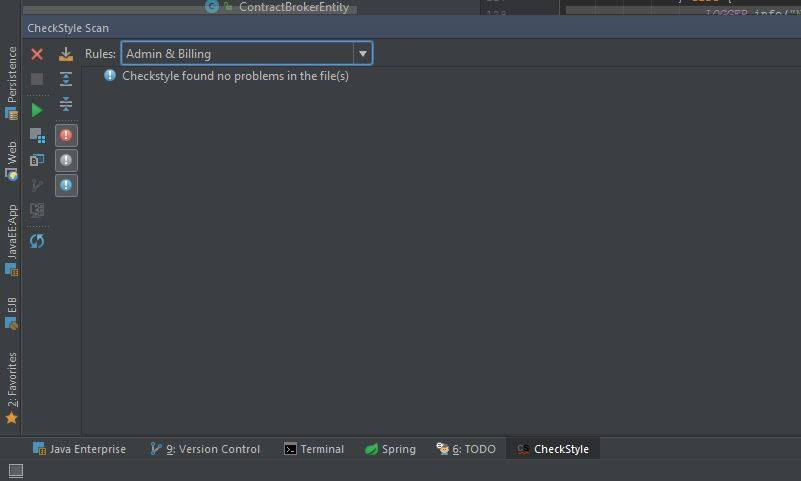 ContractBrokerEntity
128
LOGGER.info("
CheckStyle Scan
Rules: Admin & Billing
Checkstyle found no problems in the file(s)
Persistence
Web
JavaEE:App
EJB
2: Favorites
Java Enterprise
9: Version Control
Terminal
Spring
6: TODO
CheckStyle